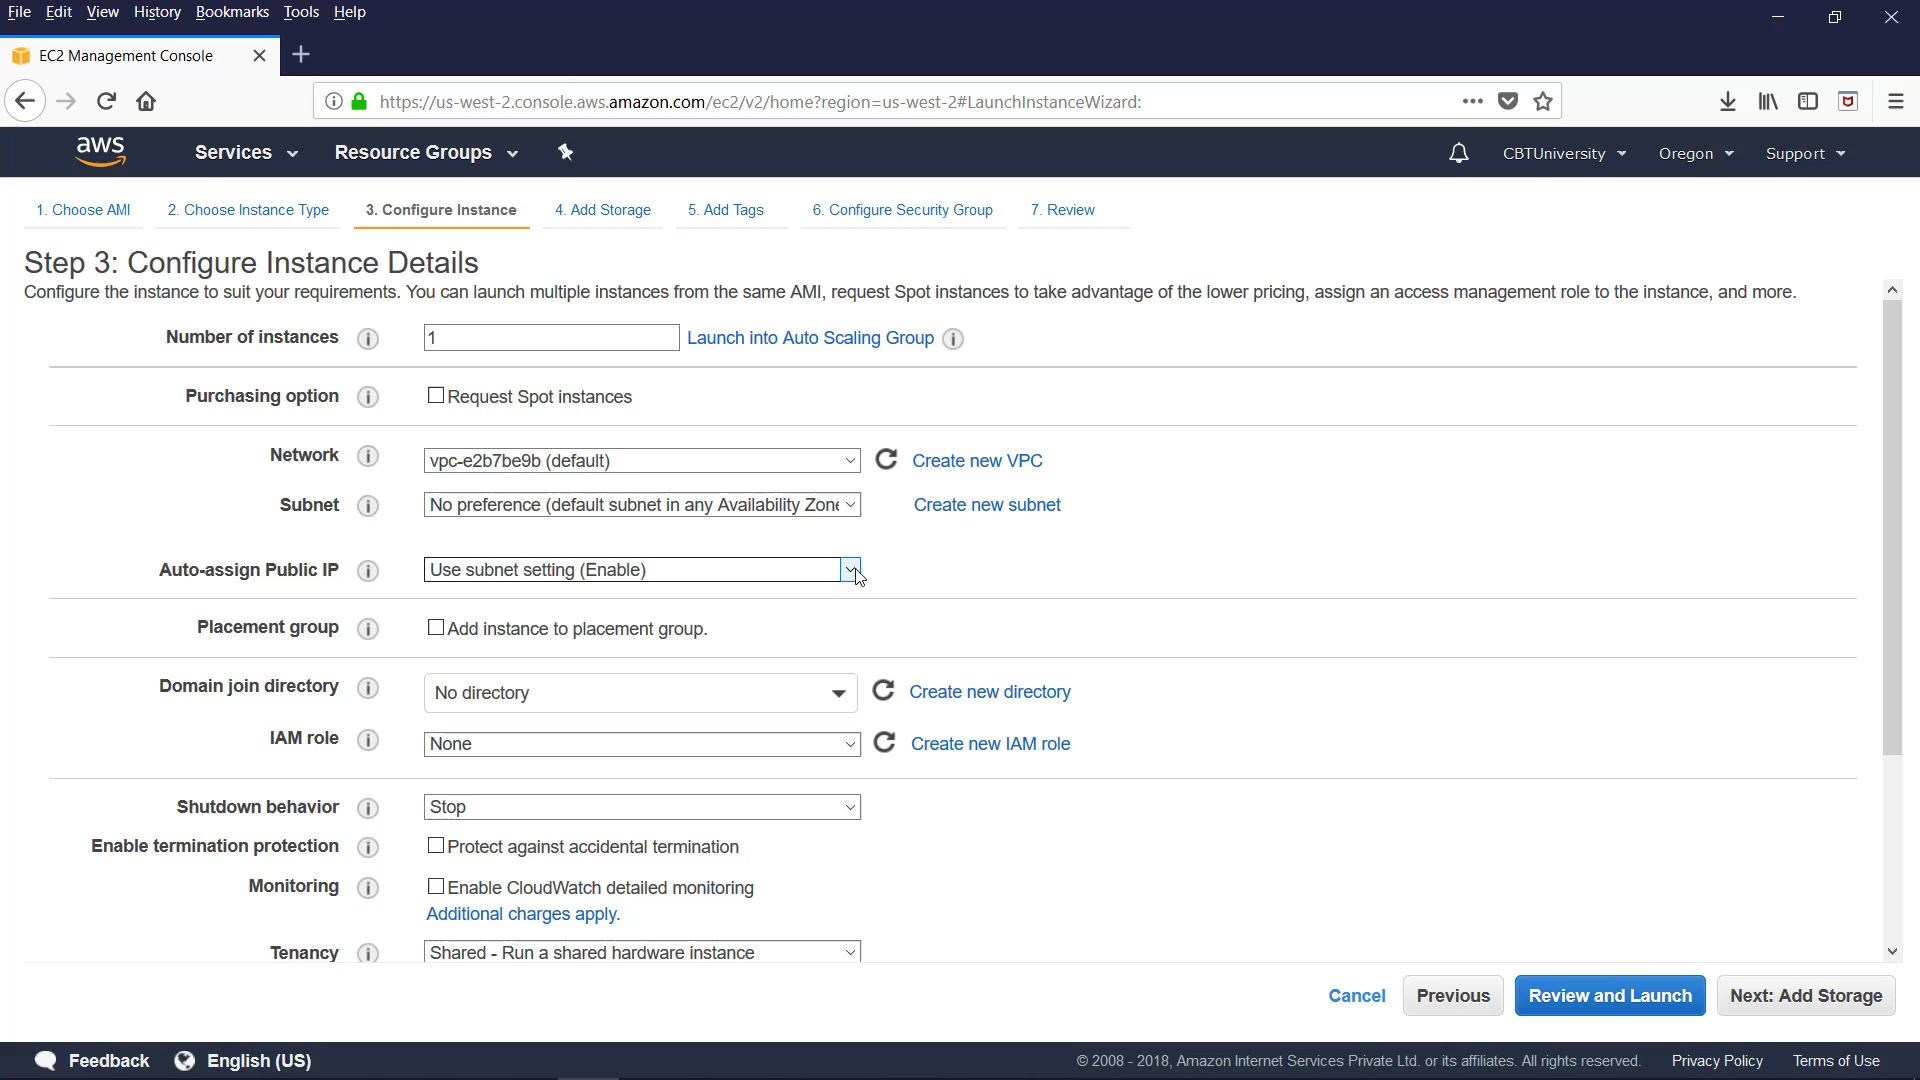 File Edit View History Bookmarks Tools Help
EC2 Management Console
https://us-west-2.console.aws.amazon.com/ec2/v2/home?region=us-west-2#LaunchInstanceWizard:
aws Services Resource Groups CBTUniversity Oregon Support
1. Choose AMI 2. Choose Instance Type 3. Configure Instance 4. Add Storage 5. Add Tags 6. Configure Security Group 7. Review
Step 3: Configure Instance Details
Configure the instance to suit your requirements. You can launch multiple instances from the same AMI, request Spot instances to take advantage of the lower pricing, assign an access management role to the instance, and more.
Number of instances 1 Launch into Auto Scaling Group
Purchasing option Request Spot instances
Network vpc-e2b7be9b (default) Create new VPC
Subnet No preference (default subnet in any Availability Zone Create new subnet
Auto-assign Public IP Use subnet setting (Enable)
Placement group Add instance to placement group.
Domain join directory No directory Create new directory
IAM role None Create new IAM role
Shutdown behavior Stop
Enable termination protection Protect against accidental termination
Monitoring Enable CloudWatch detailed monitoring
Additional charges apply.
Tenancy Shared - Run a shared hardware instance
Cancel Previous Review and Launch Next: Add Storage
Feedback English (US) © 2008 - 2018, Amazon Internet Services Private Ltd. or its affiliates. All rights reserved. Privacy Policy Terms of Use